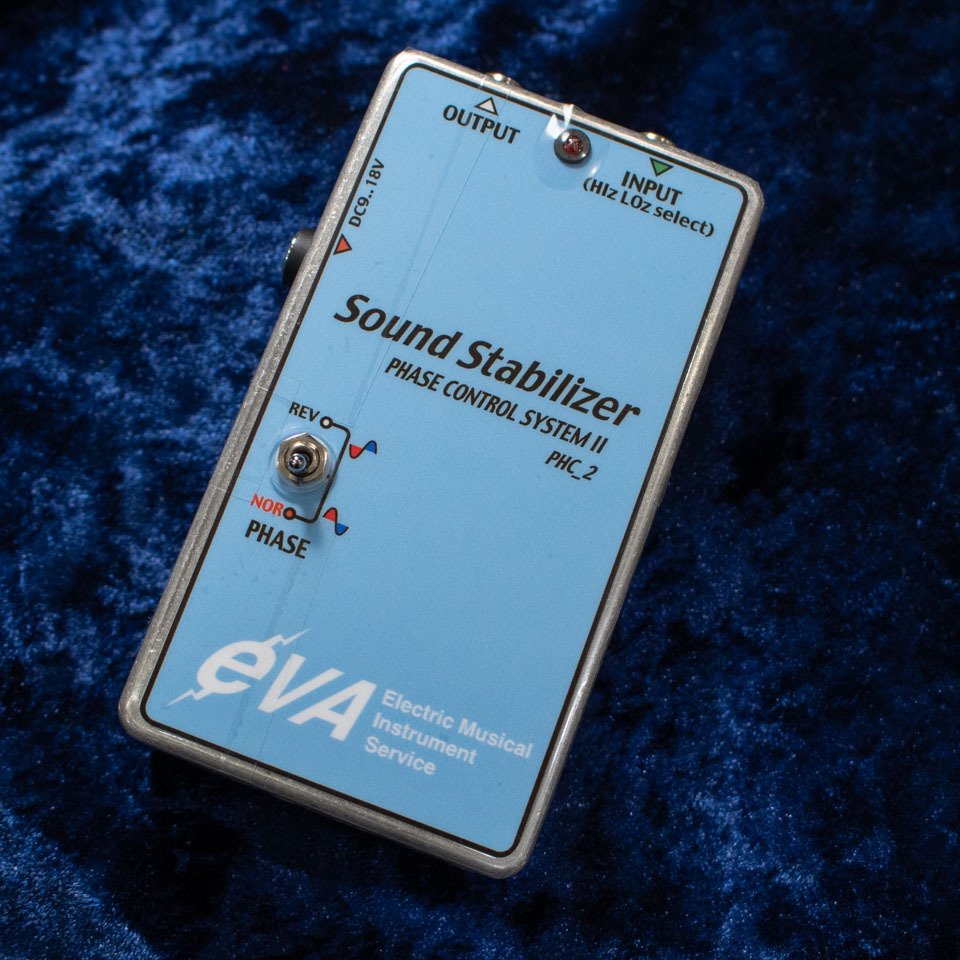 OUTPUT
INPUT
(HIz LOz select)
DC9..18V
Sound Stabilizer
PHASE CONTROL SYSTEM II
PHC_2
REV
NOR
PHASE
eVA
Electric Musical
Instrument
Service